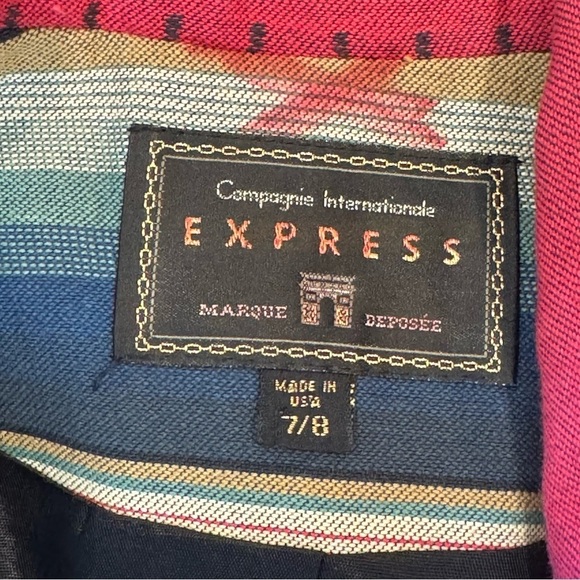 Compagnie Internationale
EXPRESS
MARQUE DEPOSÉE
MADE IN
USA
7/8